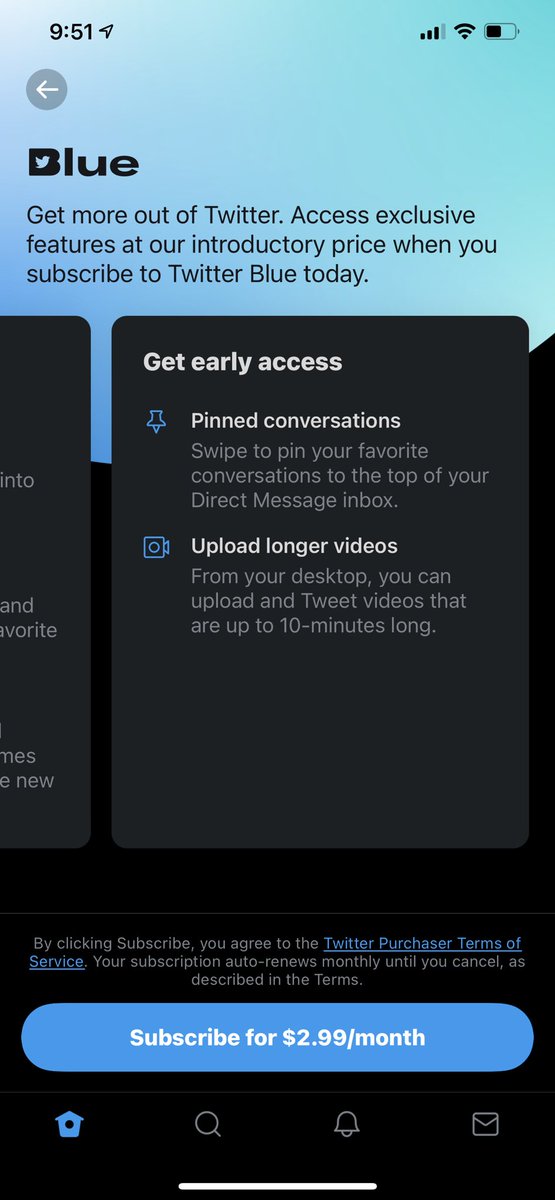 9:51
Blue
Get more out of Twitter. Access exclusive
features at our introductory price when you
subscribe to Twitter Blue today.
into
and
avorite
mes
e new
Get early access
Pinned conversations
Swipe to pin your favorite
conversations to the top of your
Direct Message inbox.
Upload longer videos
From your desktop, you can
upload and Tweet videos that
are up to 10-minutes long.
By clicking Subscribe, you agree to the Twitter Purchaser Terms of
Service. Your subscription auto-renews monthly until you cancel, as
described in the Terms.
Subscribe for $2.99/month